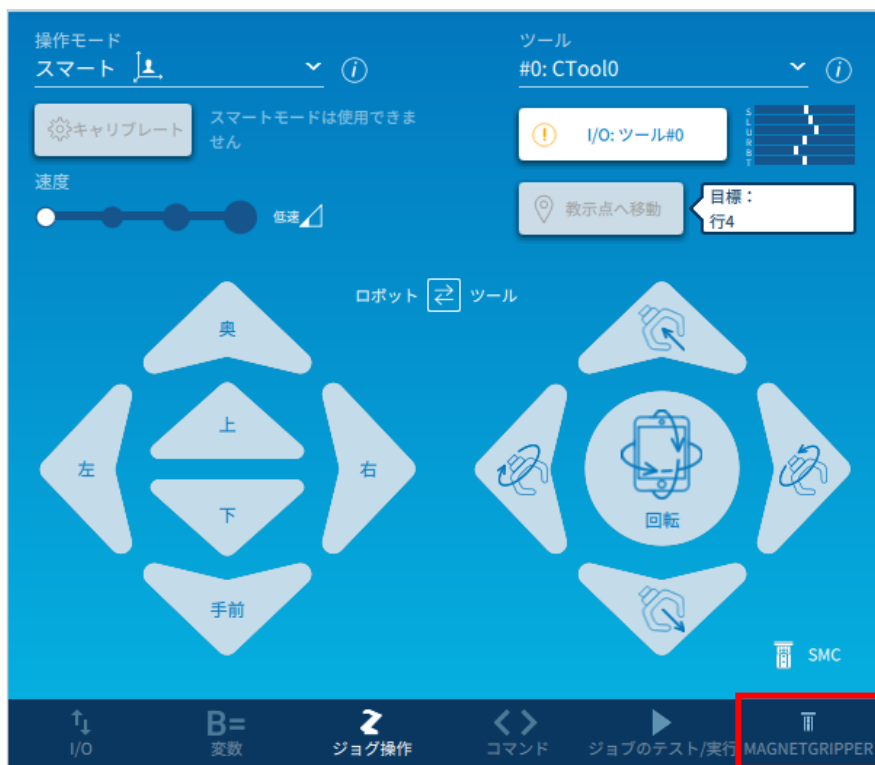 操作モード
スマート
ツール
#0: CTool0
キャリブレート
スマートモードは使用できま
せん
I/O: ツール#0
S
L
U
R
B
T
速度
低速
教示点へ移動
目標：
行4
ロボット
ツール
奥
上
左
右
下
手前
回転
SMC
I/O
B=
変数
ジョグ操作
コマンド
ジョブのテスト/実行
MAGNETGRIPPER